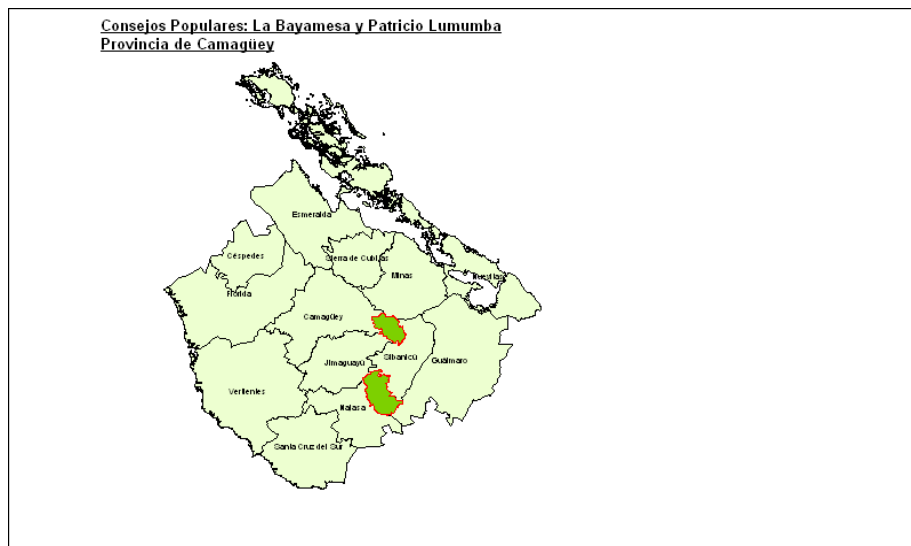 Consejos Populares: La Bayamesa y Patricio Lumumba
Provincia de Camagüey
Esmeralda
Céspedes
Sierra de Cubitas
Minas
Nuevitas
Florida
Camagüey
Jimaguayú
Sibanicú
Guáimaro
Vertientes
Najasa
Santa Cruz del Sur